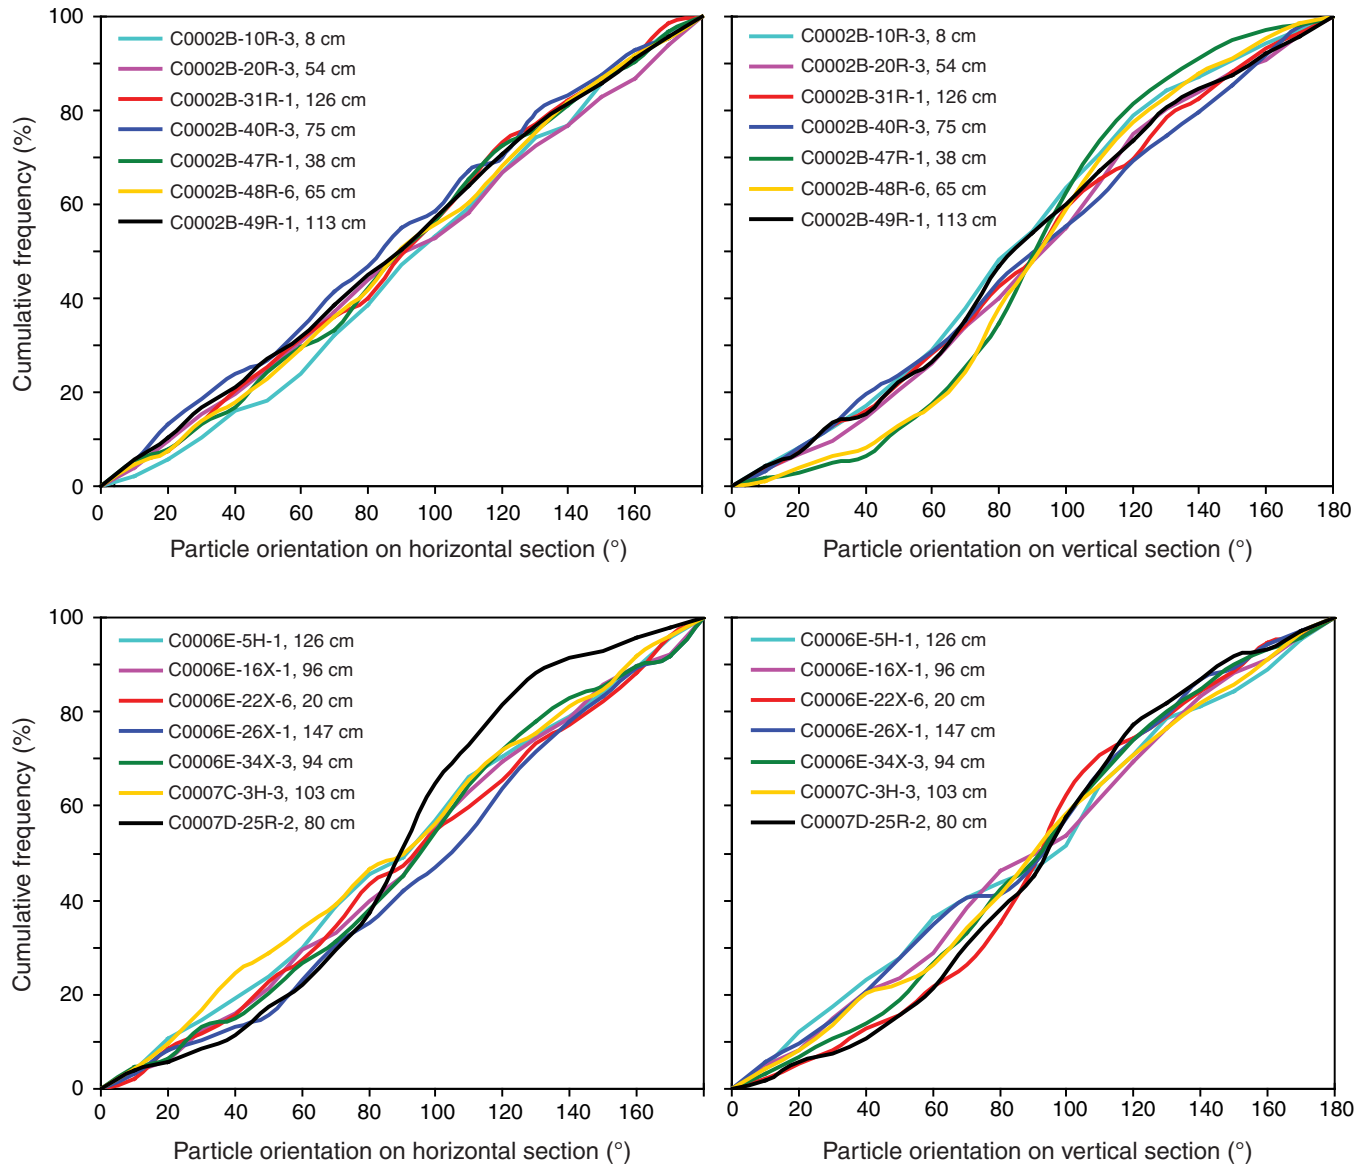 100
80
60
40
20
0
Cumulative frequency (%)
C0002B-10R-3, 8 cm
C0002B-20R-3, 54 cm
C0002B-31R-1, 126 cm
C0002B-40R-3, 75 cm
C0002B-47R-1, 38 cm
C0002B-48R-6, 65 cm
C0002B-49R-1, 113 cm
0 20 40 60 80 100 120 140 160
Particle orientation on horizontal section (°)
C0002B-10R-3, 8 cm
C0002B-20R-3, 54 cm
C0002B-31R-1, 126 cm
C0002B-40R-3, 75 cm
C0002B-47R-1, 38 cm
C0002B-48R-6, 65 cm
C0002B-49R-1, 113 cm
0 20 40 60 80 100 120 140 160 180
Particle orientation on vertical section (°)
100
80
60
40
20
0
Cumulative frequency (%)
C0006E-5H-1, 126 cm
C0006E-16X-1, 96 cm
C0006E-22X-6, 20 cm
C0006E-26X-1, 147 cm
C0006E-34X-3, 94 cm
C0007C-3H-3, 103 cm
C0007D-25R-2, 80 cm
0 20 40 60 80 100 120 140 160
Particle orientation on horizontal section (°)
C0006E-5H-1, 126 cm
C0006E-16X-1, 96 cm
C0006E-22X-6, 20 cm
C0006E-26X-1, 147 cm
C0006E-34X-3, 94 cm
C0007C-3H-3, 103 cm
C0007D-25R-2, 80 cm
0 20 40 60 80 100 120 140 160 180
Particle orientation on vertical section (°)